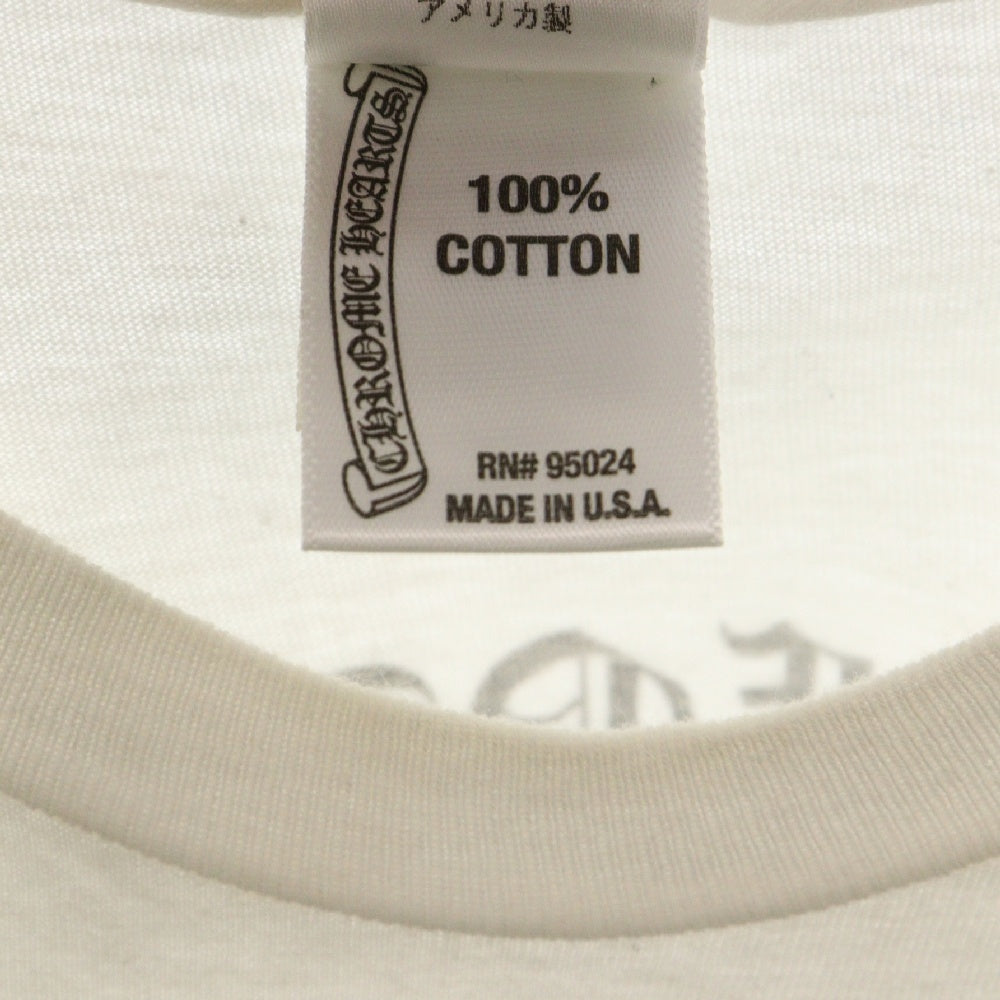 アメリカ製
CHROME HEARTS
100%
COTTON
RN# 95024
MADE IN U.S.A.